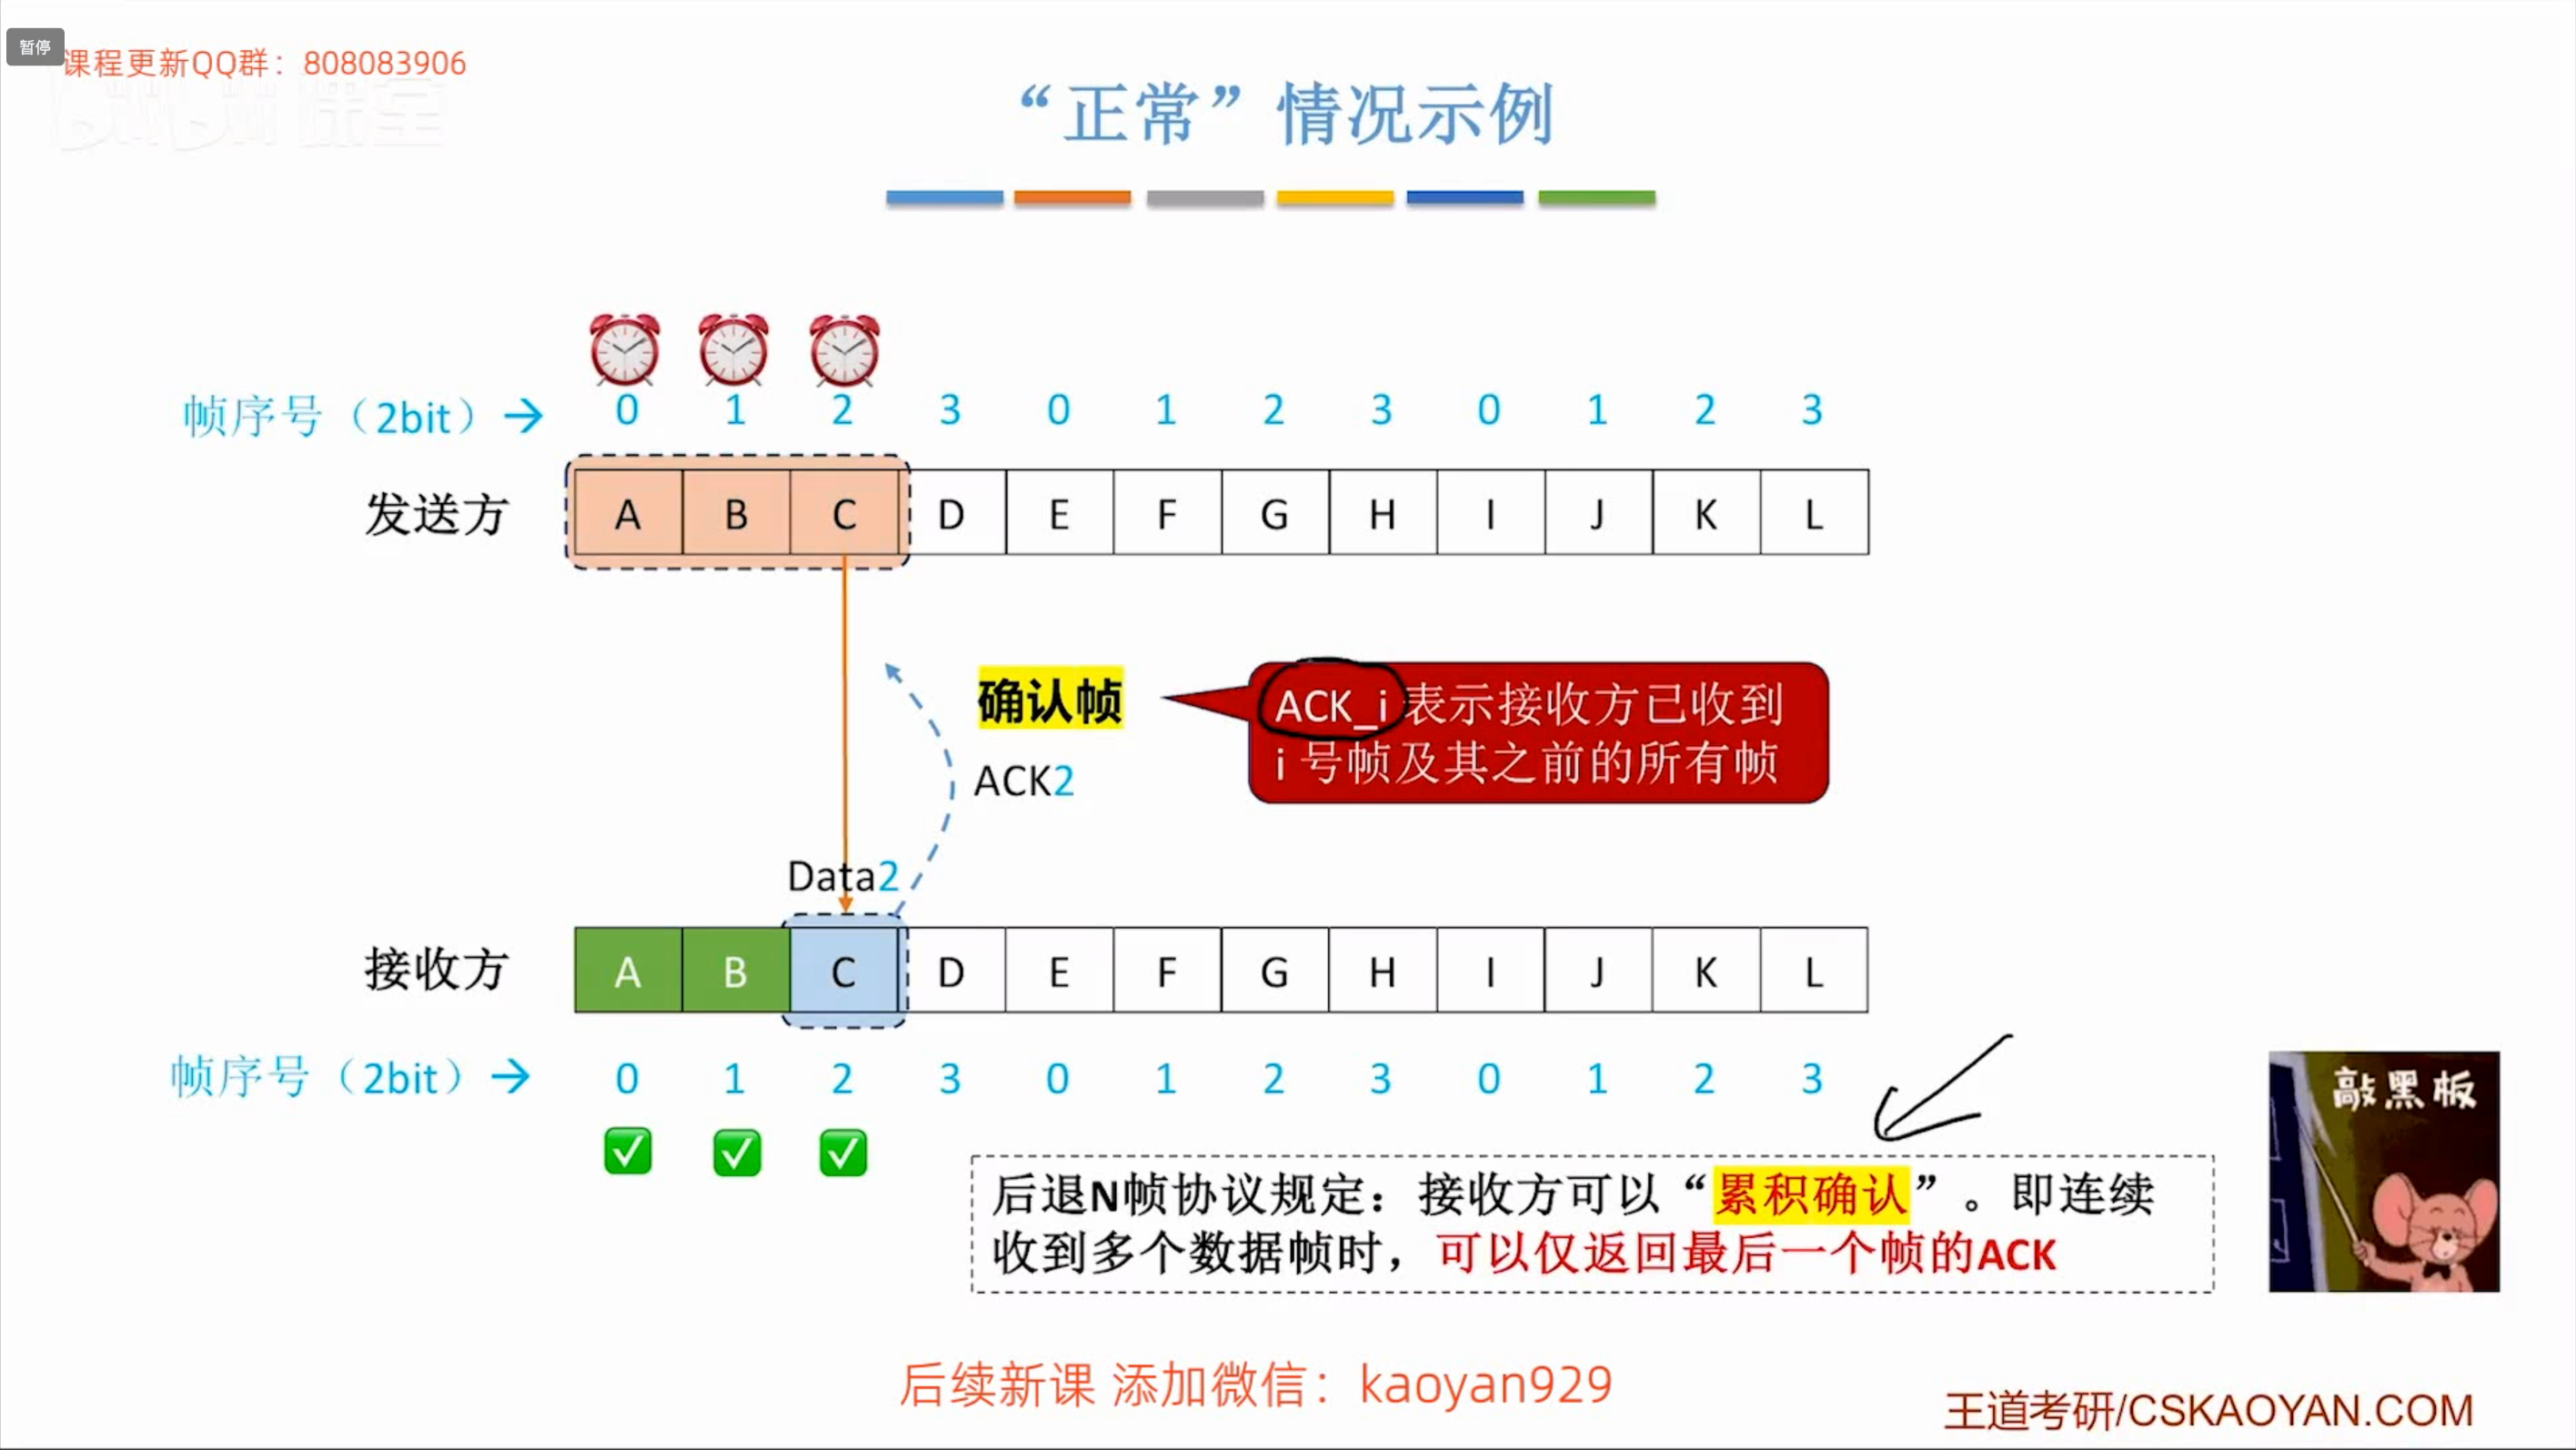 暂停
课程更新QQ群：808083906
bilibili 课堂
“正常”情况示例
帧序号（2bit）→ 0 1 2 3 0 1 2 3 0 1 2 3
发送方 A B C D E F G H I J K L
确认帧
ACK_i 表示接收方已收到
i 号帧及其之前的所有帧
ACK2
Data2
接收方 A B C D E F G H I J K L
帧序号（2bit）→ 0 1 2 3 0 1 2 3 0 1 2 3
敲黑板
后退N帧协议规定：接收方可以“累积确认”。即连续
收到多个数据帧时，可以仅返回最后一个帧的ACK
后续新课 添加微信：kaoyan929
王道考研/CSKAOYAN.COM